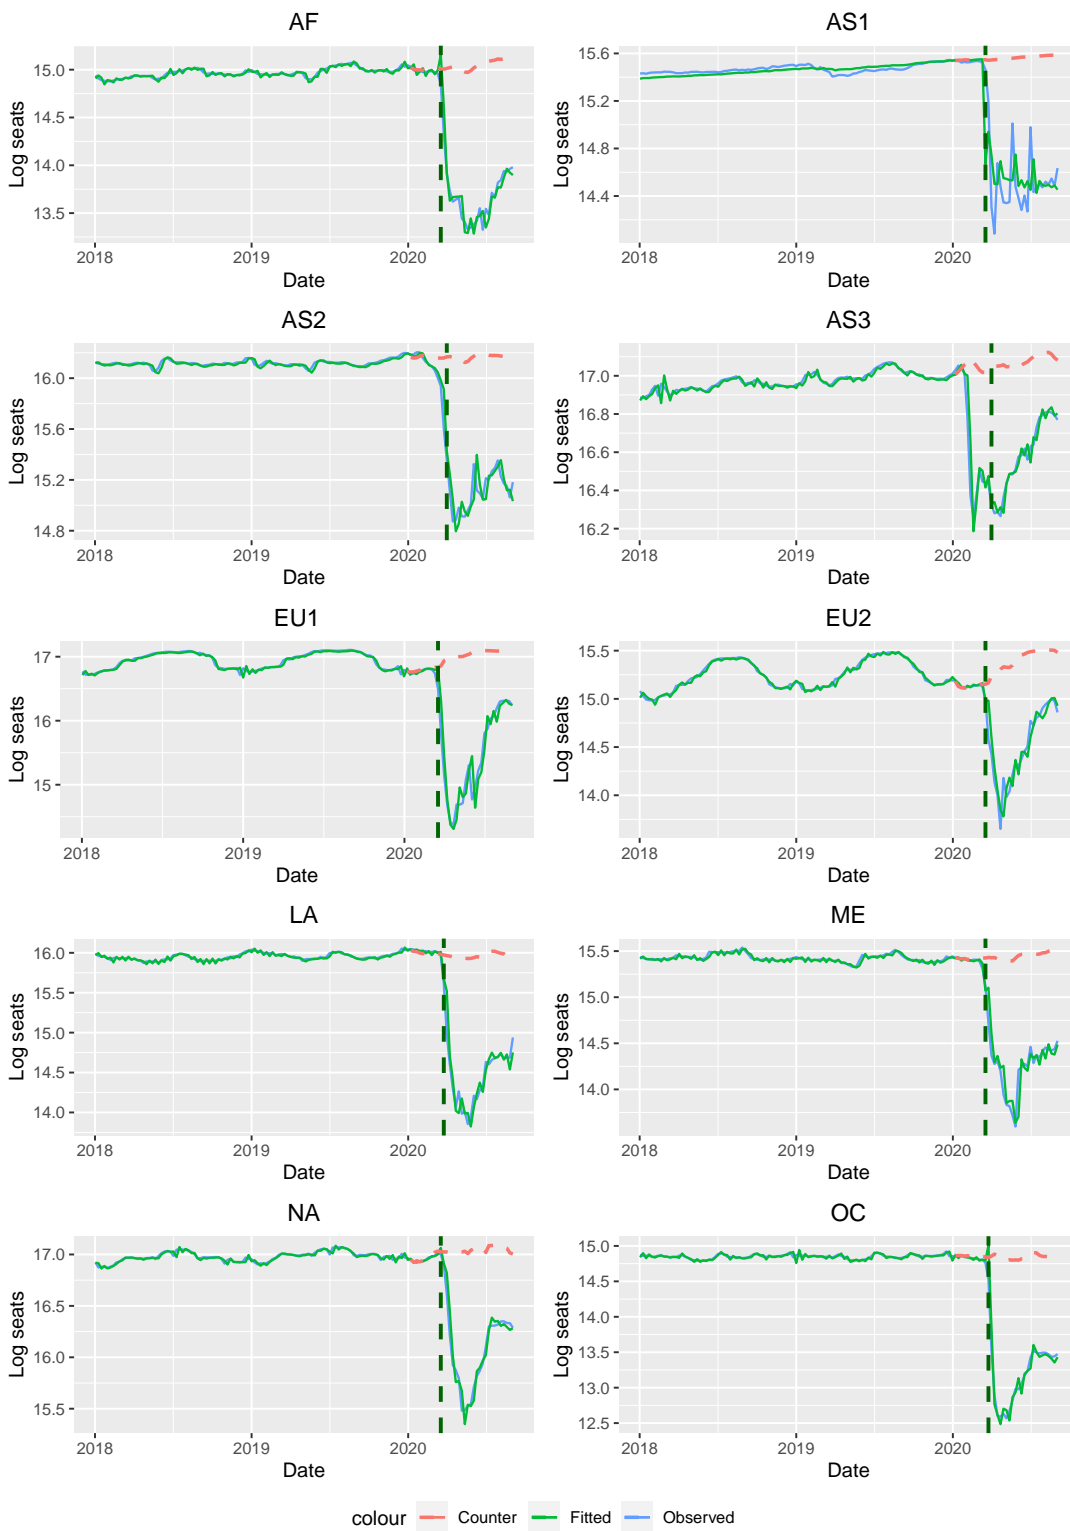 AF
AS1
Log seats
15.0
14.5
14.0
13.5
2018
2019
2020
Date
Log seats
15.6
15.2
14.8
14.4
2018
2019
2020
Date
AS2
AS3
Log seats
16.0
15.6
15.2
14.8
2018
2019
2020
Date
Log seats
17.0
16.8
16.6
16.4
16.2
2018
2019
2020
Date
EU1
EU2
Log seats
17
16
15
2018
2019
2020
Date
Log seats
15.5
15.0
14.5
14.0
2018
2019
2020
Date
LA
ME
Log seats
16.0
15.5
15.0
14.5
14.0
2018
2019
2020
Date
Log seats
15.5
15.0
14.5
14.0
2018
2019
2020
Date
NA
OC
Log seats
17.0
16.5
16.0
15.5
2018
2019
2020
Date
Log seats
15.0
14.5
14.0
13.5
13.0
12.5
2018
2019
2020
Date
colour Counter Fitted Observed